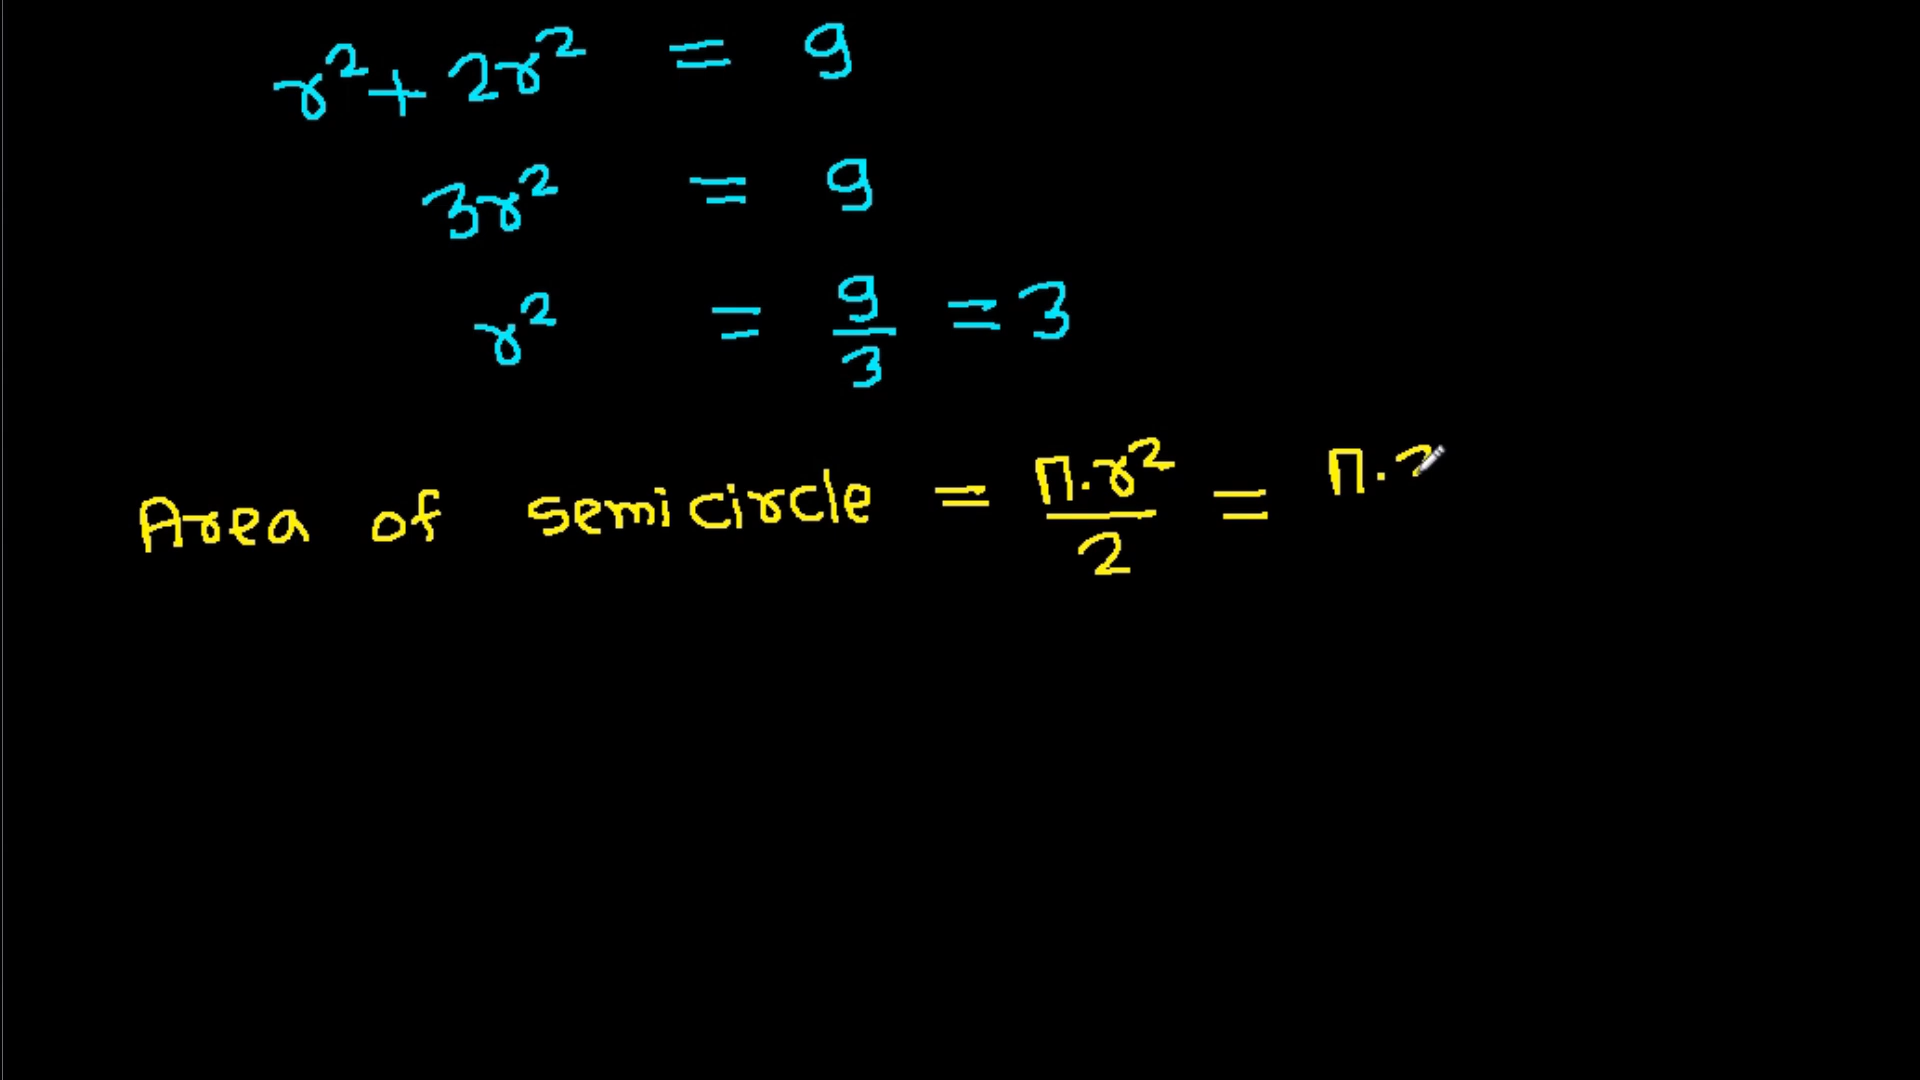 r² + 2r² = 9
3r² = 9
r² = 9/3 = 3
Area of semicircle = π.r²/2 = π.